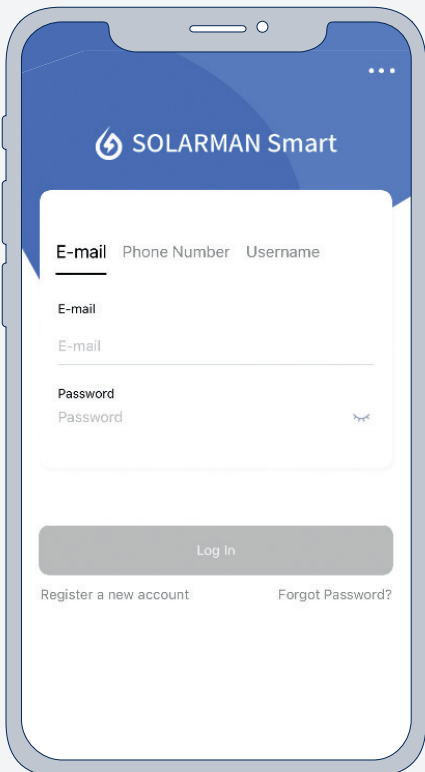 SOLARMAN Smart
E-mail Phone Number Username
E-mail
E-mail
Password
Password
Log In
Register a new account Forgot Password?